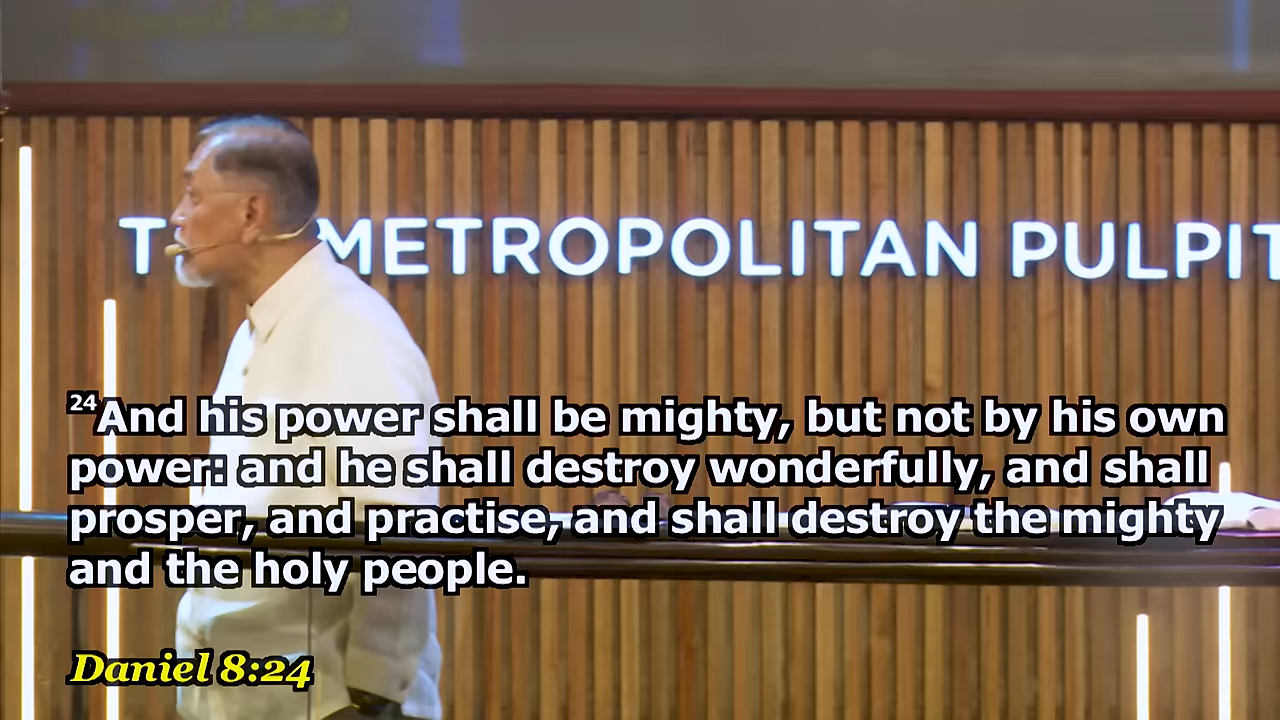 T METROPOLITAN PULPIT
24And his power shall be mighty, but not by his own
power: and he shall destroy wonderfully, and shall
prosper, and practise, and shall destroy the mighty
and the holy people.
Daniel 8:24